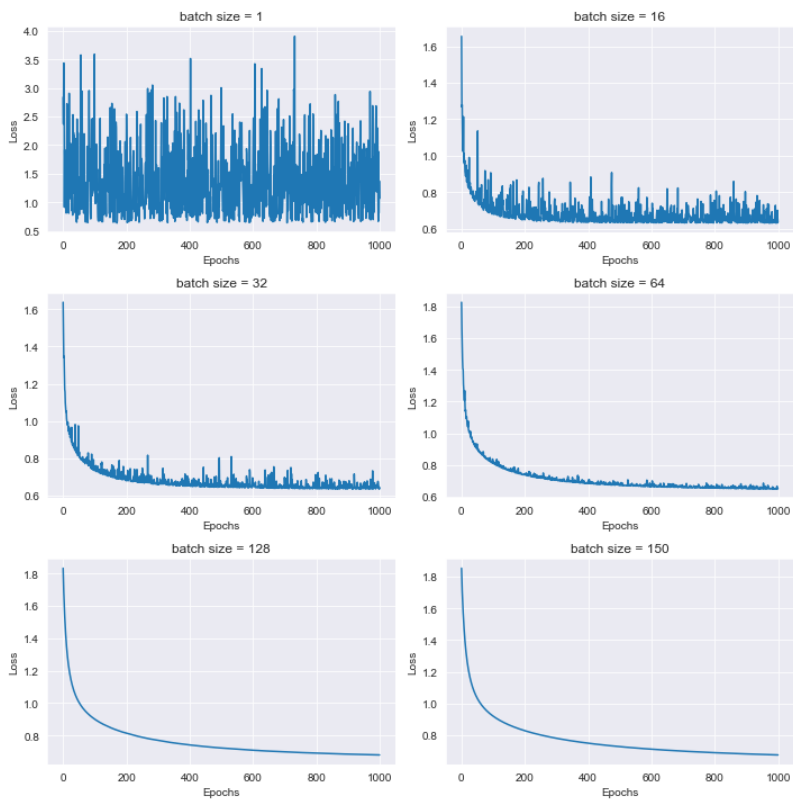 batch size = 1
4.0
3.5
3.0
2.5
2.0
1.5
1.0
0.5
Loss
0 200 400 600 800 1000
Epochs
batch size = 16
1.6
1.4
1.2
1.0
0.8
0.6
Loss
0 200 400 600 800 1000
Epochs
batch size = 32
1.6
1.4
1.2
1.0
0.8
0.6
Loss
0 200 400 600 800 1000
Epochs
batch size = 64
1.8
1.6
1.4
1.2
1.0
0.8
0.6
Loss
0 200 400 600 800 1000
Epochs
batch size = 128
1.8
1.6
1.4
1.2
1.0
0.8
Loss
0 200 400 600 800 1000
Epochs
batch size = 150
1.8
1.6
1.4
1.2
1.0
0.8
Loss
0 200 400 600 800 1000
Epochs